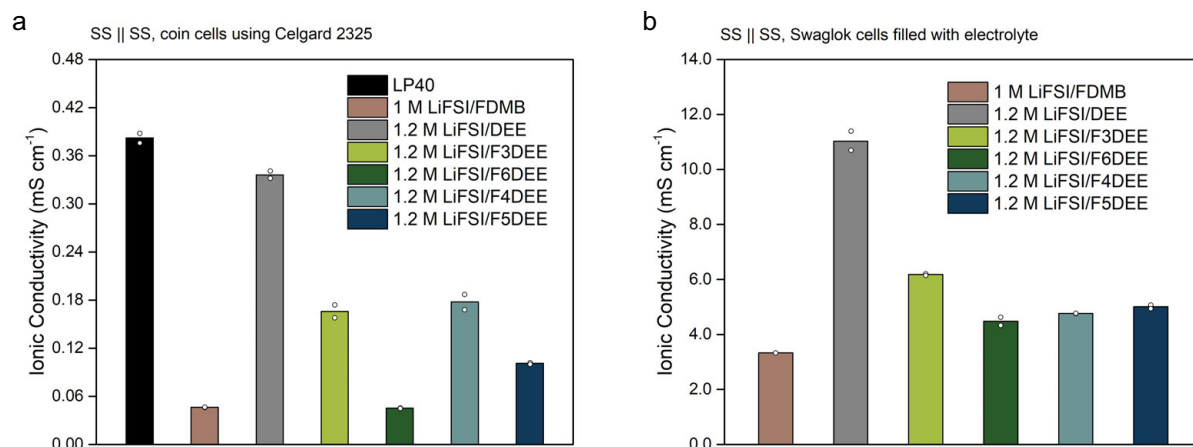 a
SS || SS, coin cells using Celgard 2325
0.48
0.42
0.36
0.30
0.24
0.18
0.12
0.06
0.00
Ionic Conductivity (mS cm⁻¹)
LP40
1 M LiFSI/FDMB
1.2 M LiFSI/DEE
1.2 M LiFSI/F3DEE
1.2 M LiFSI/F6DEE
1.2 M LiFSI/F4DEE
1.2 M LiFSI/F5DEE
b
SS || SS, Swaglok cells filled with electrolyte
14.0
12.0
10.0
8.0
6.0
4.0
2.0
0.0
Ionic Conductivity (mS cm⁻¹)
1 M LiFSI/FDMB
1.2 M LiFSI/DEE
1.2 M LiFSI/F3DEE
1.2 M LiFSI/F6DEE
1.2 M LiFSI/F4DEE
1.2 M LiFSI/F5DEE